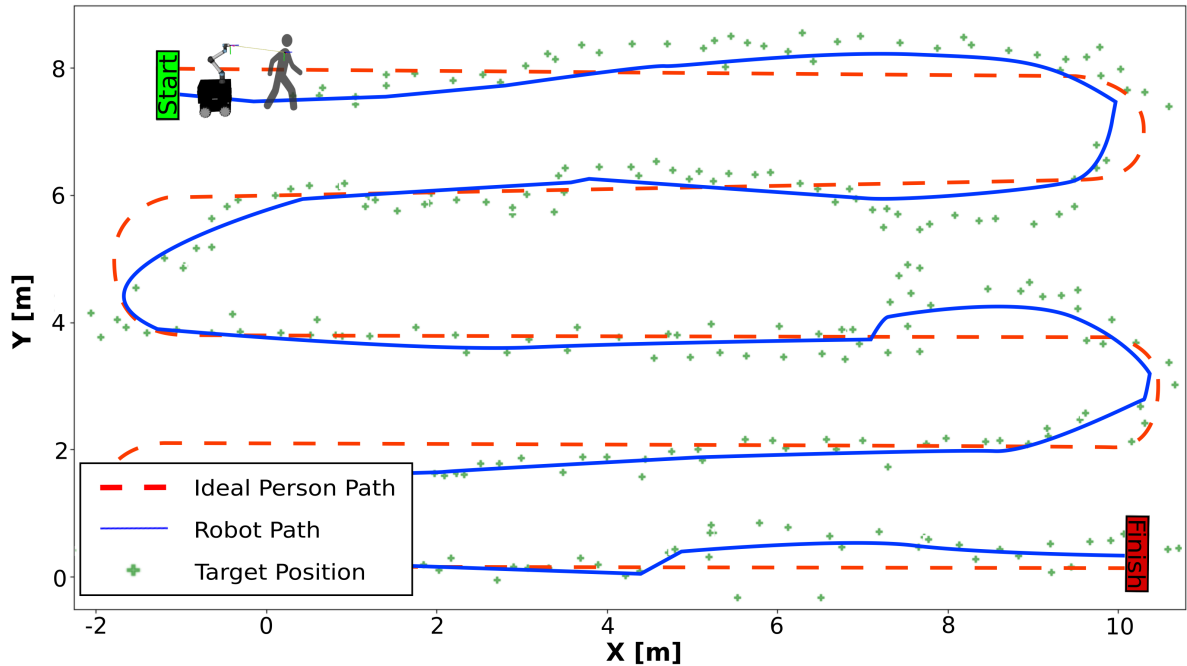 Start
8
6
4
2
0
Y [m]
Ideal Person Path
Robot Path
Target Position
Finish
-2
0
2
4
6
8
10
X [m]